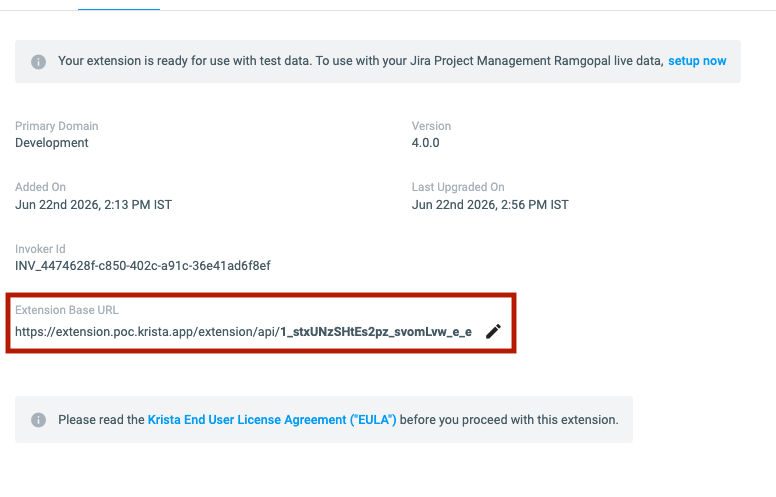 Your extension is ready for use with test data. To use with your Jira Project Management Ramgopal live data, setup now
Primary Domain
Development
Version
4.0.0
Added On
Jun 22nd 2026, 2:13 PM IST
Last Upgraded On
Jun 22nd 2026, 2:56 PM IST
Invoker Id
INV_4474628f-c850-402c-a91c-36e41ad6f8ef
Extension Base URL
https://extension.poc.krista.app/extension/api/1_stxUNzSHtEs2pz_svomLvw_e_e
Please read the Krista End User License Agreement ("EULA") before you proceed with this extension.